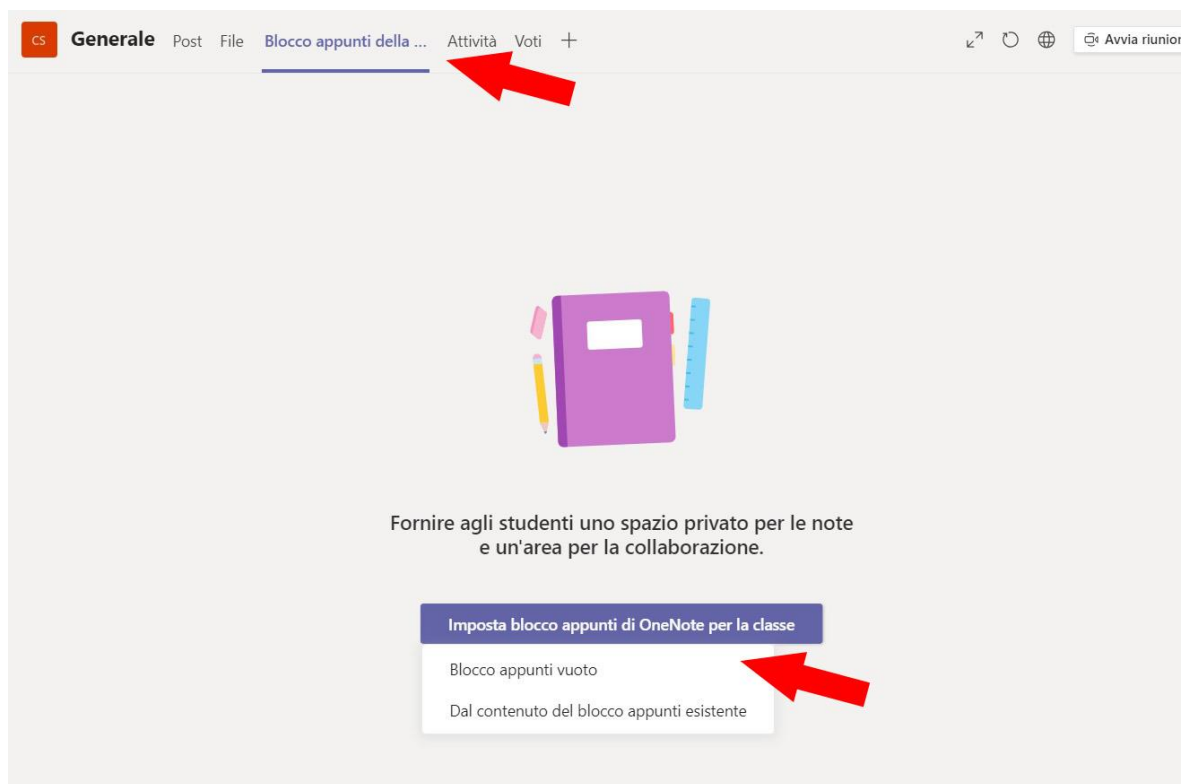 CS Generale Post File Blocco appunti della ... Attività Voti + Avvia riunion
Fornire agli studenti uno spazio privato per le note
e un'area per la collaborazione.
Imposta blocco appunti di OneNote per la classe
Blocco appunti vuoto
Dal contenuto del blocco appunti esistente